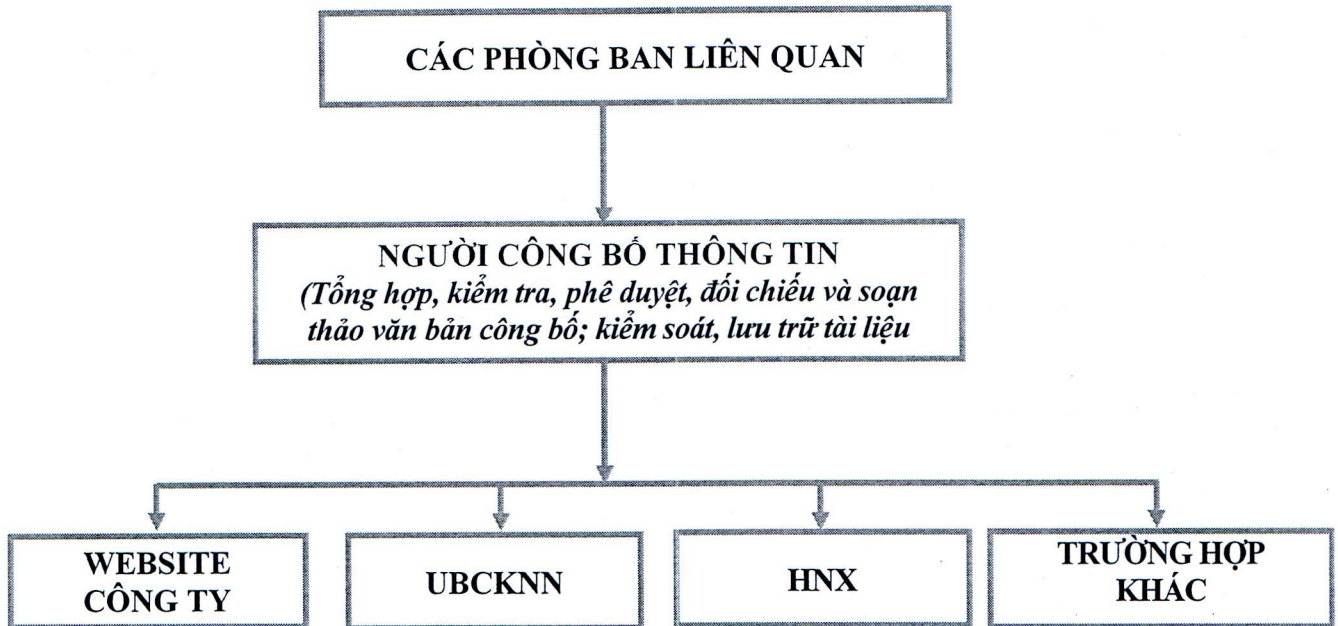 CÁC PHÒNG BAN LIÊN QUAN
NGƯỜI CÔNG BỐ THÔNG TIN
(Tổng hợp, kiểm tra, phê duyệt, đối chiếu và soạn
thảo văn bản công bố; kiểm soát, lưu trữ tài liệu
WEBSITE
CÔNG TY
UBCKNN
HNX
TRƯỜNG HỢP
KHÁC